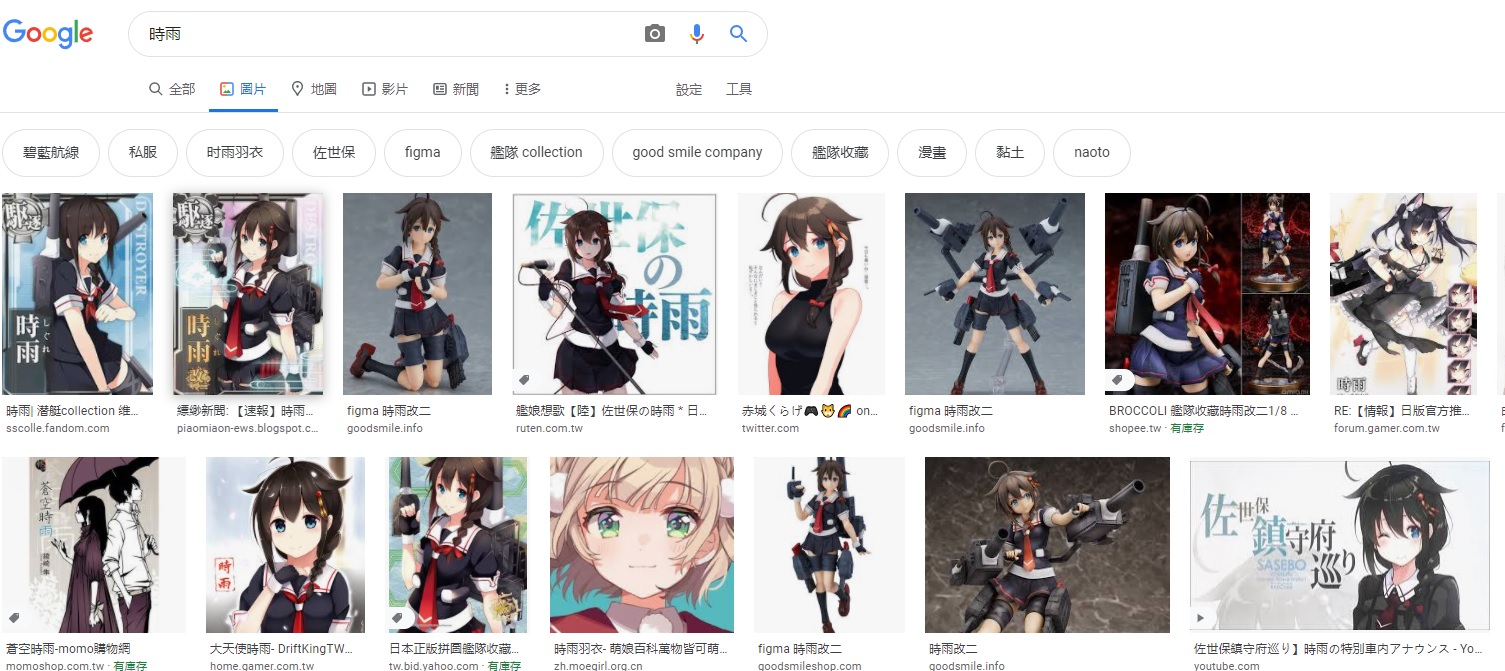 Google
時雨
全部
圖片
地圖
影片
新聞
更多
設定
工具
碧藍航線
私服
时雨羽衣
佐世保
figma
艦隊 collection
good smile company
艦隊收藏
漫畫
黏土
naoto
駆逐
DESTROYER
時雨
しぐれ
駆逐
DESTROYER
時雨
しぐれ
改二
佐世保
の
時雨
時雨
時雨| 潜艇collection 维...
sscolle.fandom.com
縹緲新聞: 【速報】時雨...
piaomiaon-ews.blogspot.c...
figma 時雨改二
goodsmile.info
艦娘想歌【陸】佐世保の時雨 * 日...
ruten.com.tw
赤城くらげ🎮🐱🌈 on...
twitter.com
figma 時雨改二
goodsmile.info
BROCCOLI 艦隊收藏時雨改二1/8 ...
shopee.tw · 有庫存
RE:【情報】日版官方推...
forum.gamer.com.tw
蒼空時雨
時雨
佐世保
鎮守府
SASEBO
巡り
蒼空時雨-momo購物網
momoshop.com.tw · 有庫存
大天使時雨- DriftKingTW...
home.gamer.com.tw
日本正版拼圖艦隊收藏...
tw.bid.yahoo.com · 有庫存
時雨羽衣- 萌娘百科萬物皆可萌...
zh.moegirl.org.cn
figma 時雨改二
goodsmileshop.com
時雨改二
goodsmile.info
佐世保鎮守府巡り】時雨の特別車内アナウンス - Yo...
youtube.com